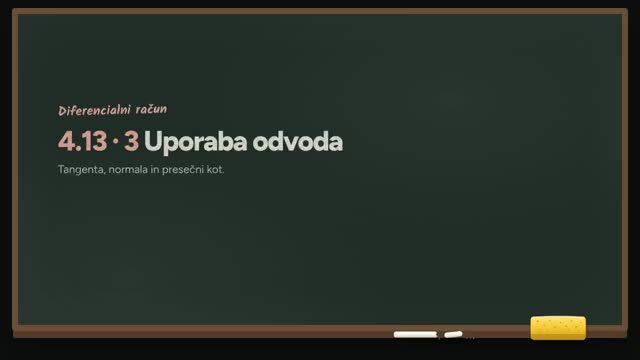 Diferencialni račun
4.13 · 3 Uporaba odvoda
Tangenta, normala in presečni kot.